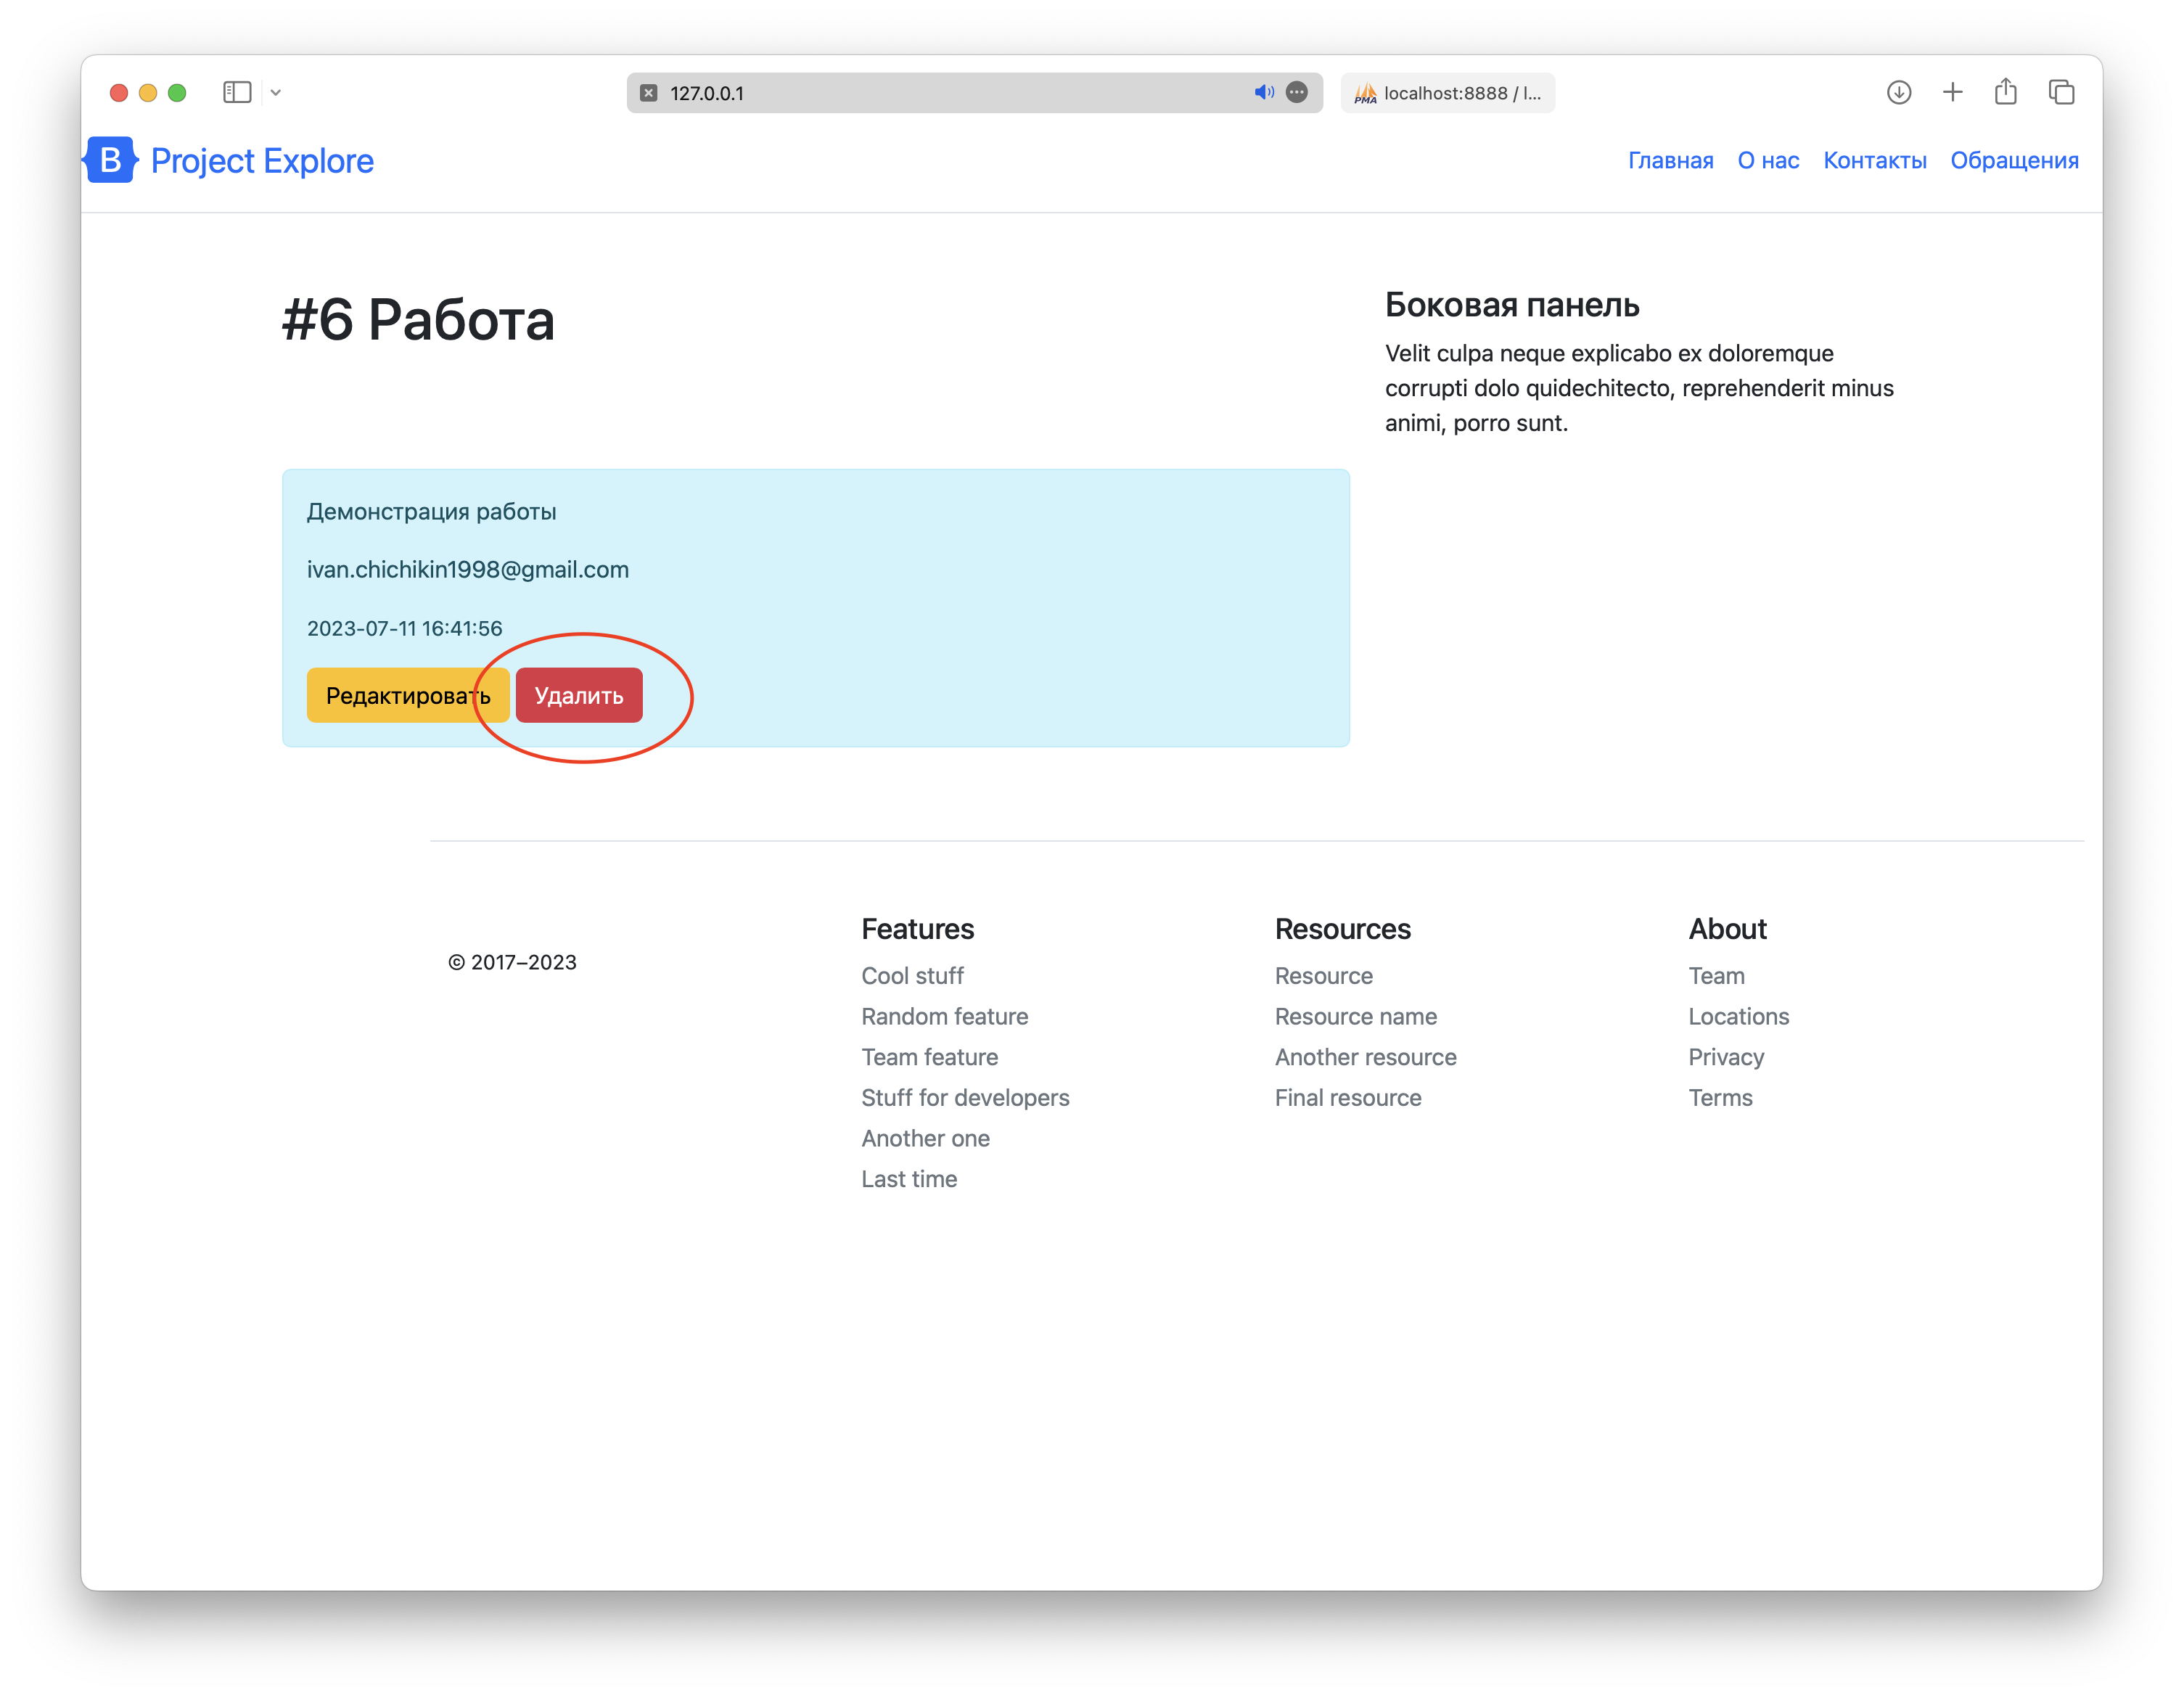 127.0.0.1
PMA localhost:8888 / l...
B Project Explore
Главная О нас Контакты Обращения
#6 Работа
Демонстрация работы
ivan.chichikin1998@gmail.com
2023-07-11 16:41:56
Редактировать Удалить
Боковая панель
Velit culpa neque explicabo ex doloremque
corrupti dolo quidechitecto, reprehenderit minus
animi, porro sunt.
© 2017–2023
Features
Cool stuff
Random feature
Team feature
Stuff for developers
Another one
Last time
Resources
Resource
Resource name
Another resource
Final resource
About
Team
Locations
Privacy
Terms